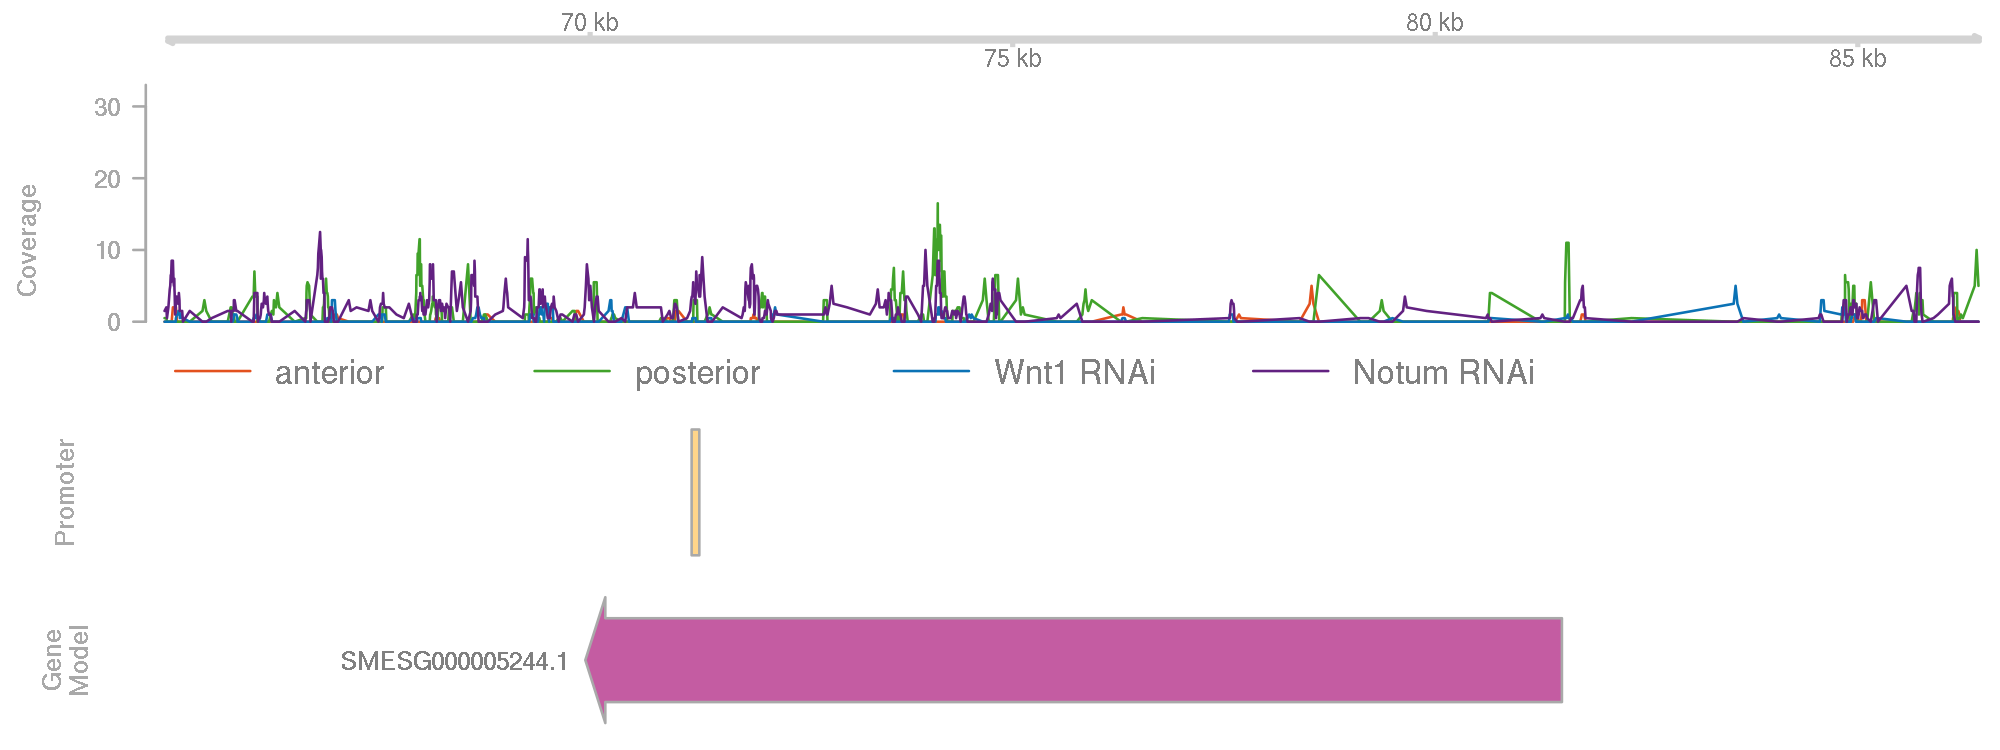 70 kb
80 kb
75 kb
85 kb
Coverage
30
20
10
0
anterior
posterior
Wnt1 RNAi
Notum RNAi
Promoter
Gene
Model
SMESG000005244.1